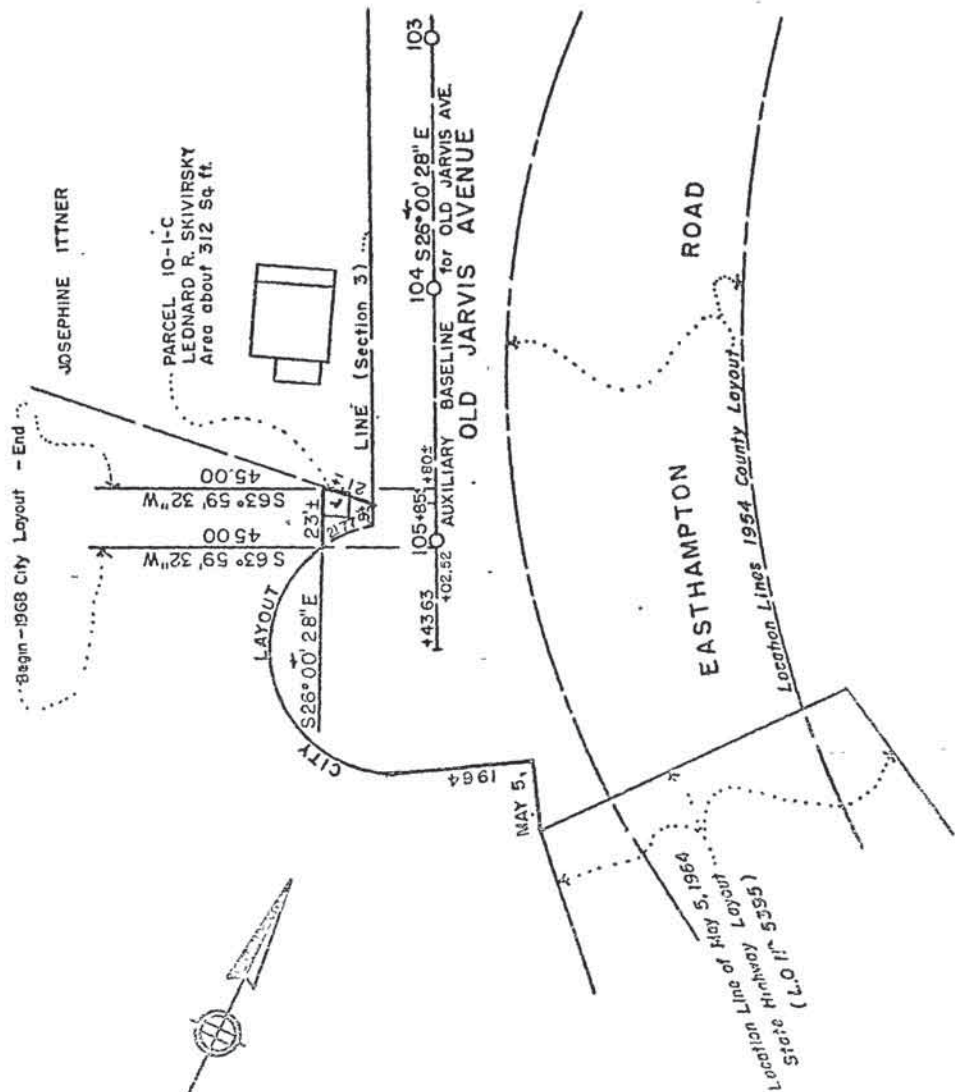 Begin-1968 City Layout - End
JOSEPHINE ITTNER
PARCEL 10-1-C
LEONARD R. SKIVIRSKY
Area about 312 Sq. ft.
45.00
S63° 59' 32"W
45.00
S63° 59' 32"W
23'±
LINE (Section 3)
103
104
S26°00'28" E
AUXILIARY BASELINE for OLD JARVIS AVE.
OLD JARVIS AVENUE
105
+85±
+80±
+02.52
+43.63
LAYOUT
S26°00'28"E
CITY
1964
MAY 5,
EASTHAMPTON ROAD
Location Lines 1954 County Layout
Location Line of May 5, 1964
State Highway Layout
(L.O. 5395)